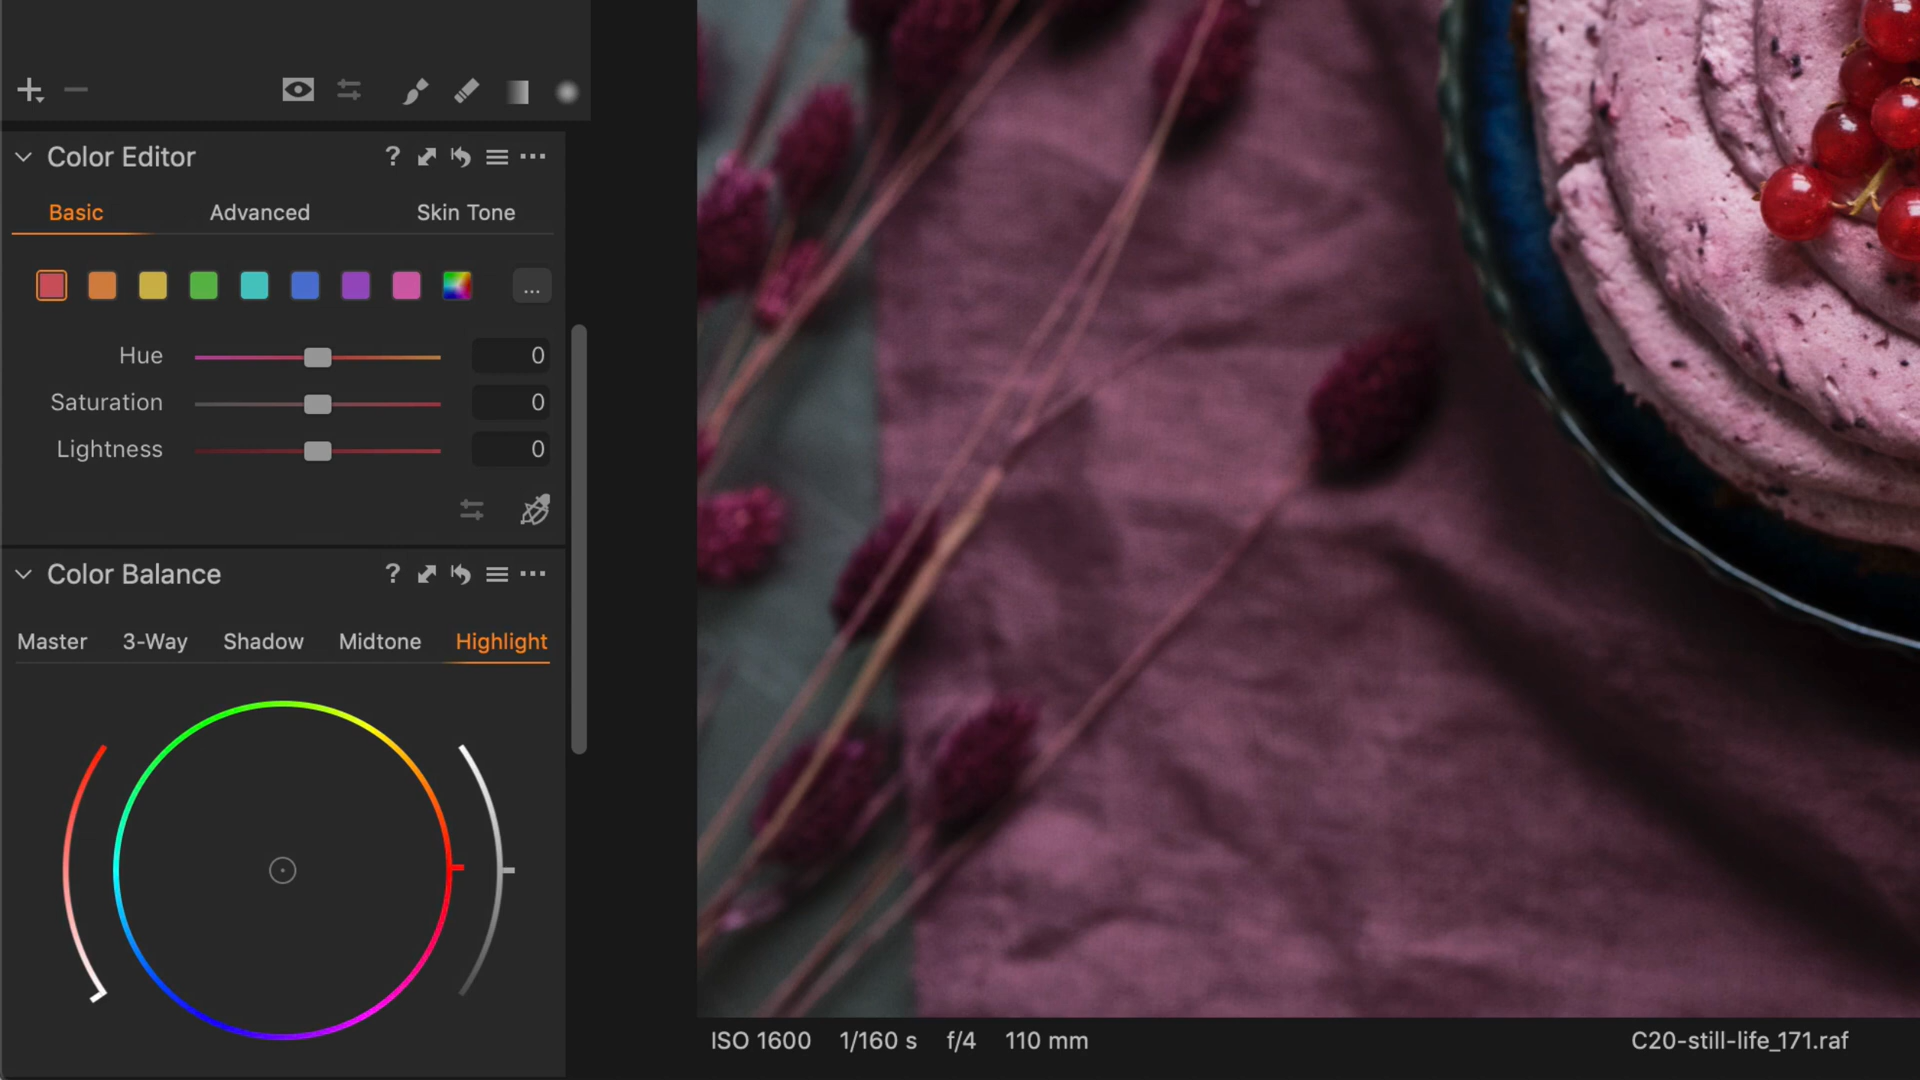 Color Editor ?
Basic Advanced Skin Tone
...
Hue 0
Saturation 0
Lightness 0
Color Balance ?
Master 3-Way Shadow Midtone Highlight
ISO 1600 1/160 s f/4 110 mm C20-still-life_171.raf